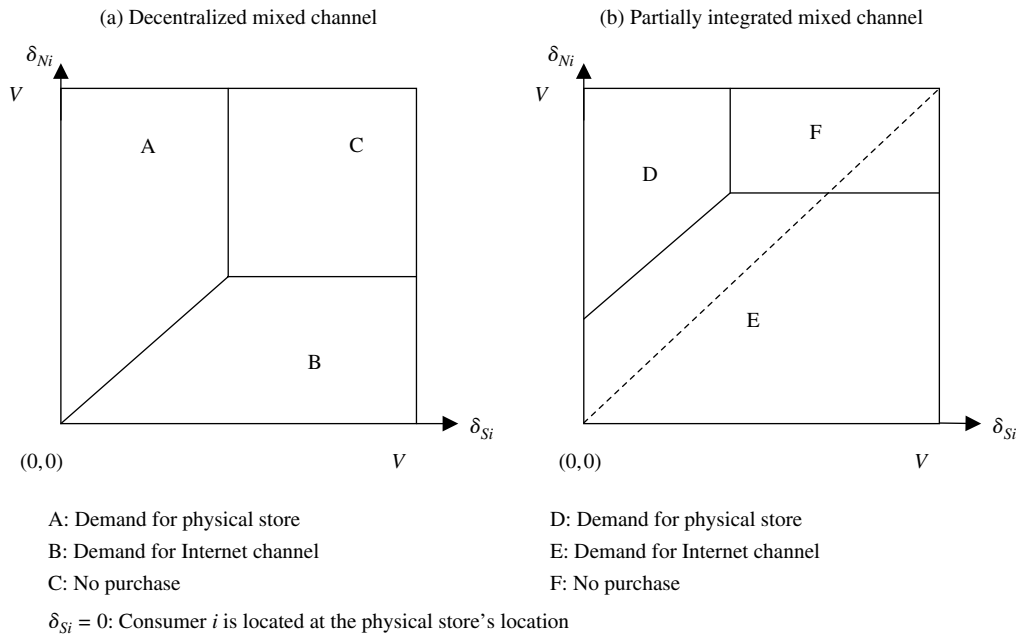 (a) Decentralized mixed channel
δNi
V
A
C
B
δSi
(0, 0)
V
A: Demand for physical store
B: Demand for Internet channel
C: No purchase
δSi = 0: Consumer i is located at the physical store's location
(b) Partially integrated mixed channel
δNi
V
F
D
E
δSi
(0, 0)
V
D: Demand for physical store
E: Demand for Internet channel
F: No purchase